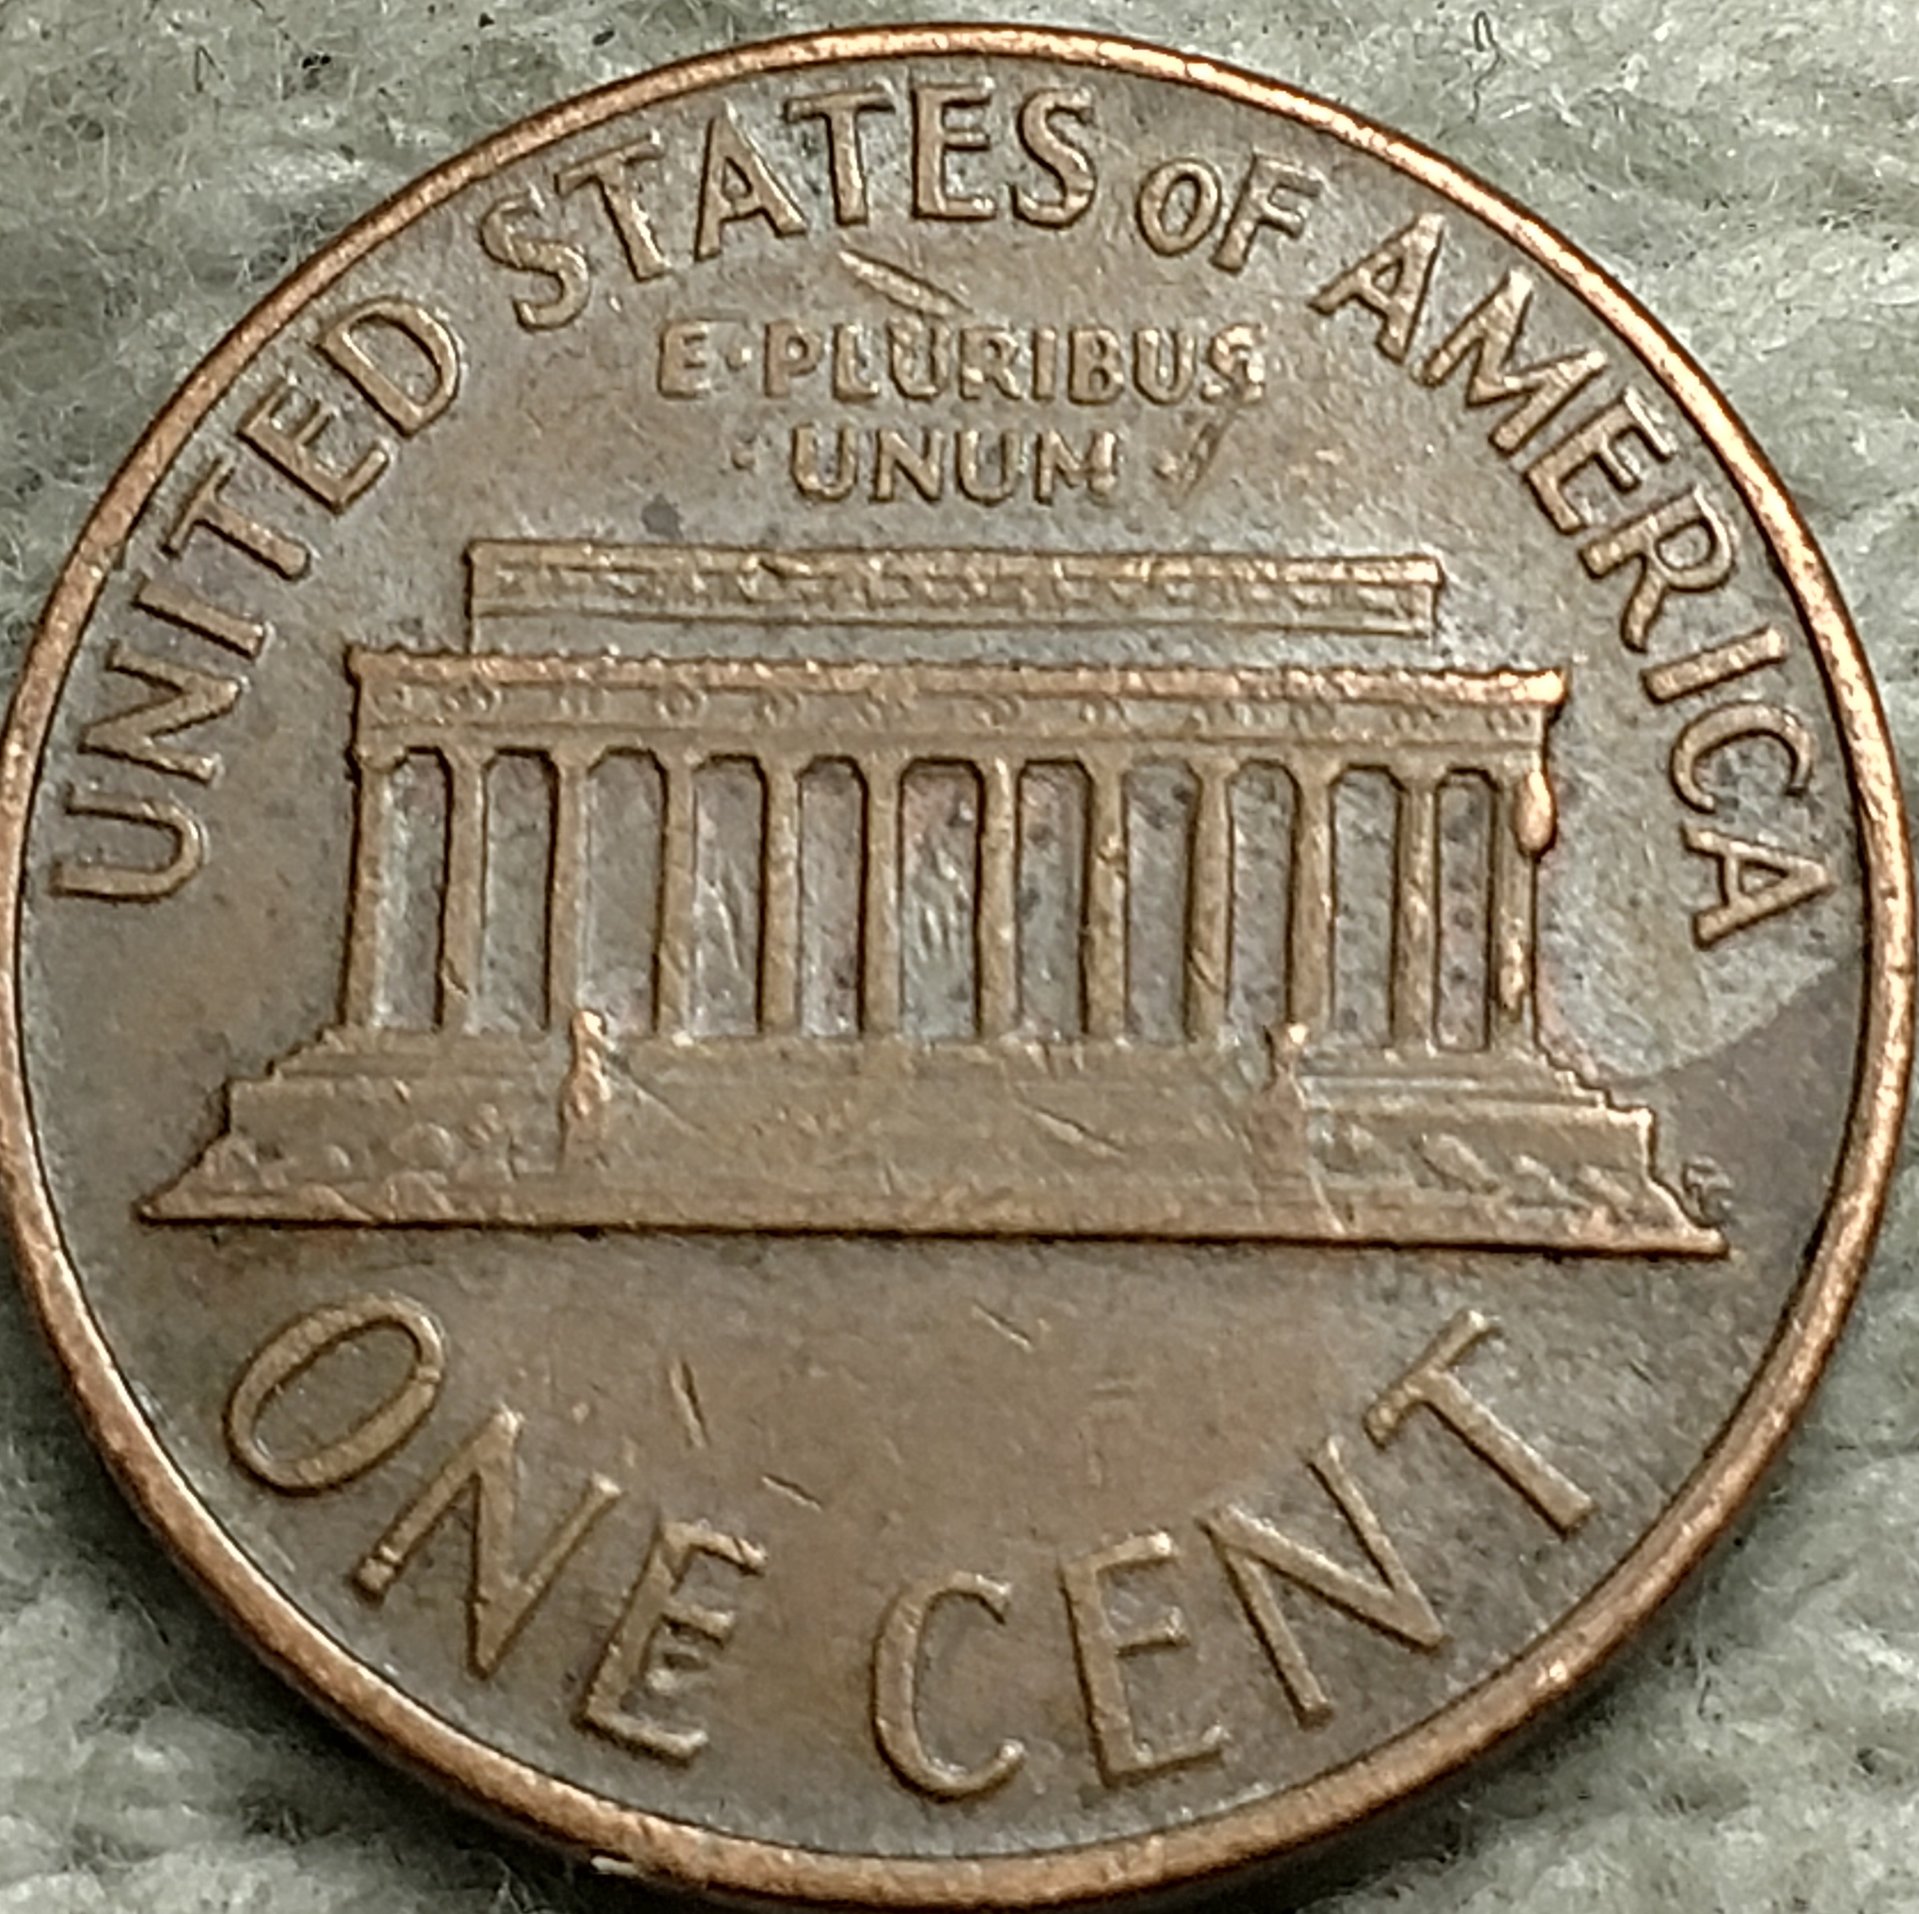 UNITED STATES OF AMERICA
E·PLURIBUS
·UNUM·
ONE CENT